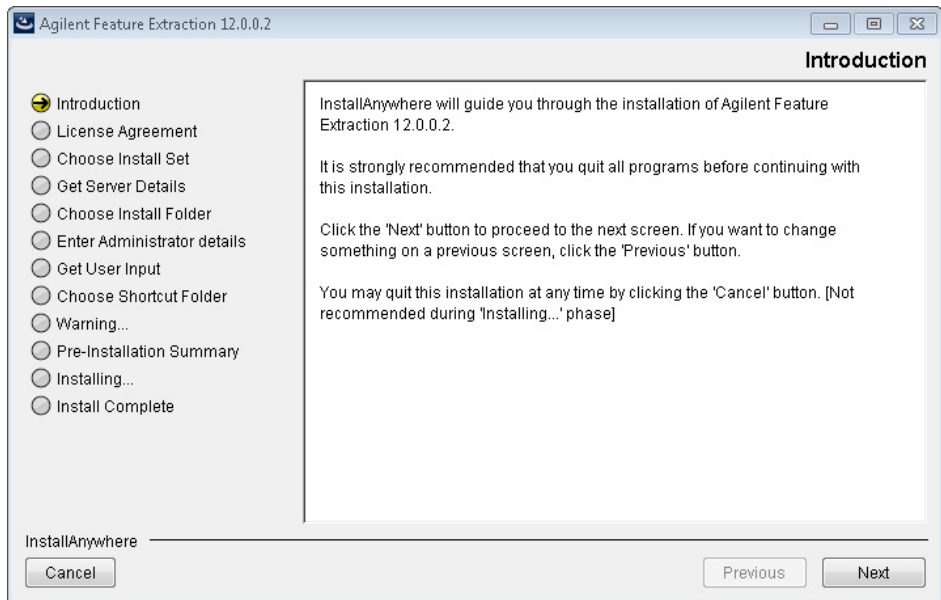 Agilent Feature Extraction 12.0.0.2
Introduction
Introduction
License Agreement
Choose Install Set
Get Server Details
Choose Install Folder
Enter Administrator details
Get User Input
Choose Shortcut Folder
Warning...
Pre-Installation Summary
Installing...
Install Complete
InstallAnywhere will guide you through the installation of Agilent Feature
Extraction 12.0.0.2.
It is strongly recommended that you quit all programs before continuing with
this installation.
Click the 'Next' button to proceed to the next screen. If you want to change
something on a previous screen, click the 'Previous' button.
You may quit this installation at any time by clicking the 'Cancel' button. [Not
recommended during 'Installing...' phase]
InstallAnywhere
Cancel
Previous
Next